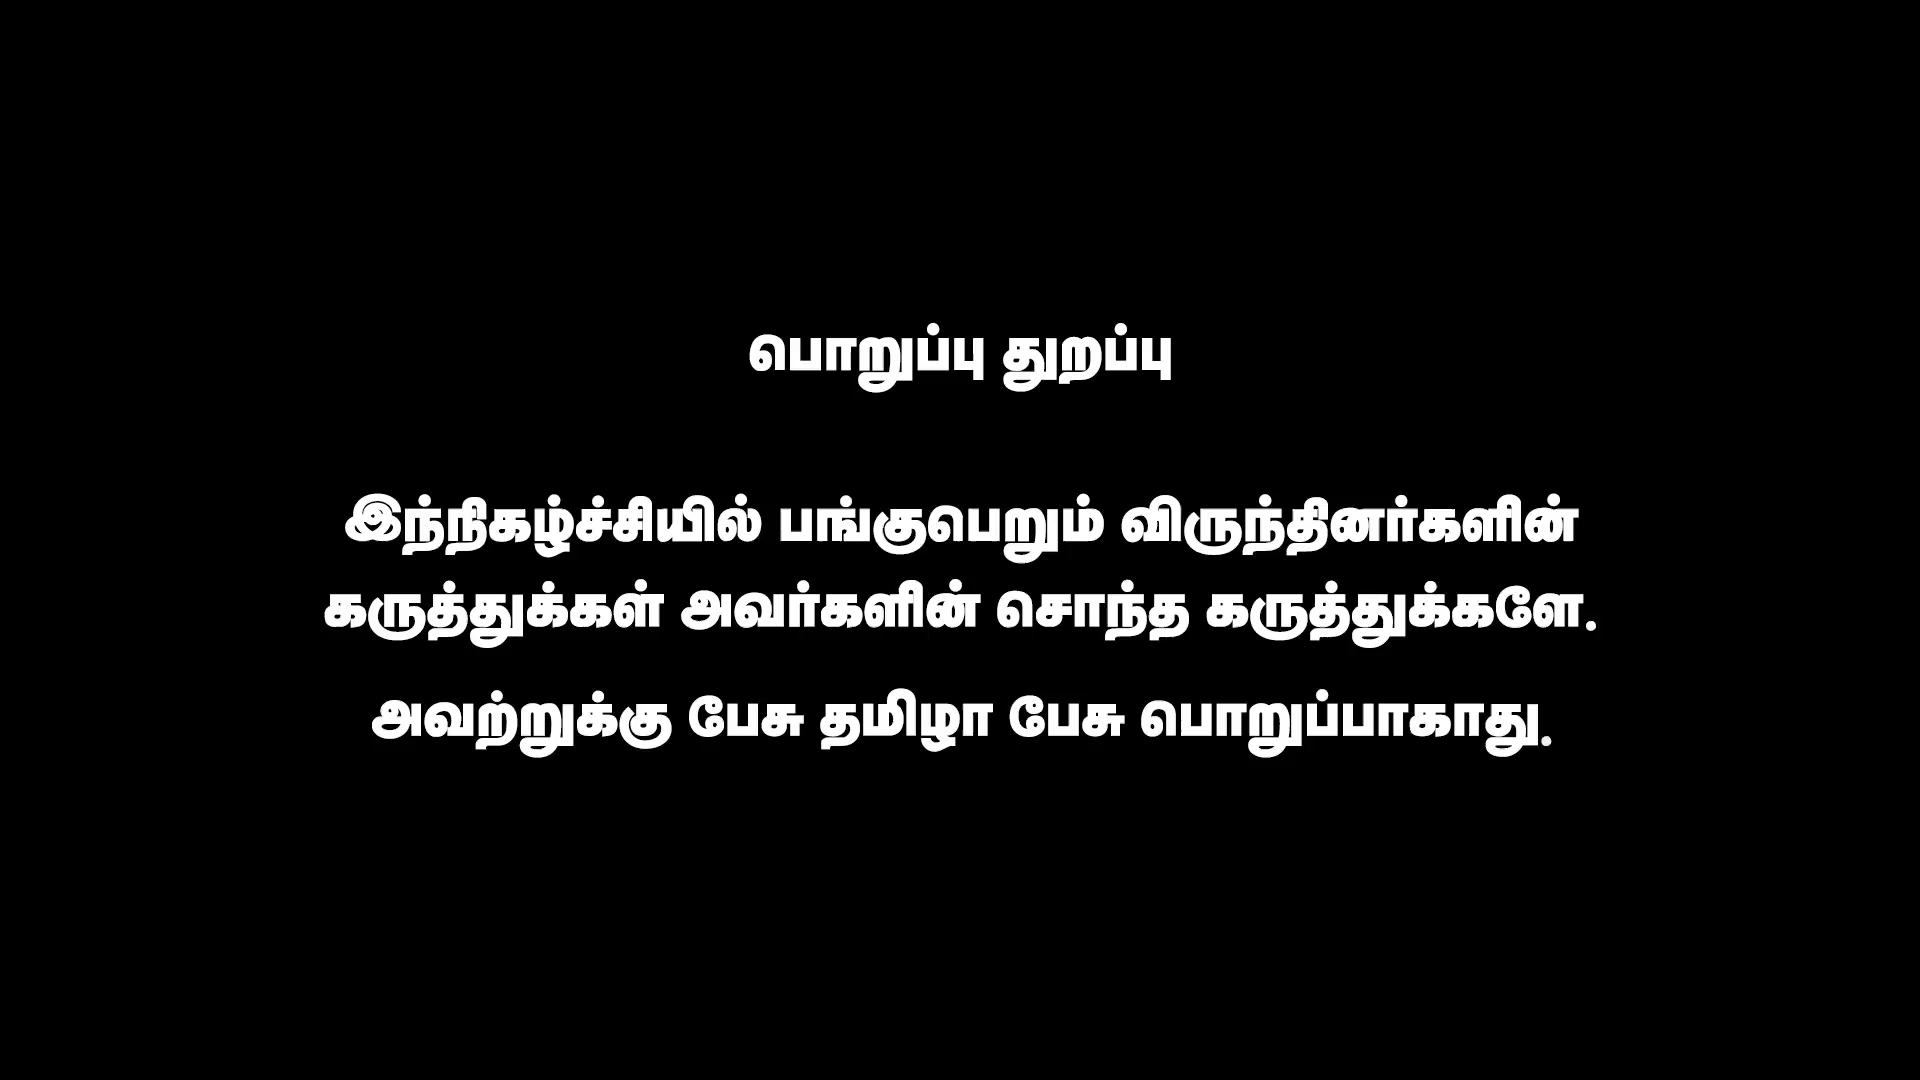 பொறுப்பு துறப்பு
இந்நிகழ்ச்சியில் பங்குபெறும் விருந்தினர்களின்
கருத்துக்கள் அவர்களின் சொந்த கருத்துக்களே.
அவற்றுக்கு பேசு தமிழா பேசு பொறுப்பாகாது.